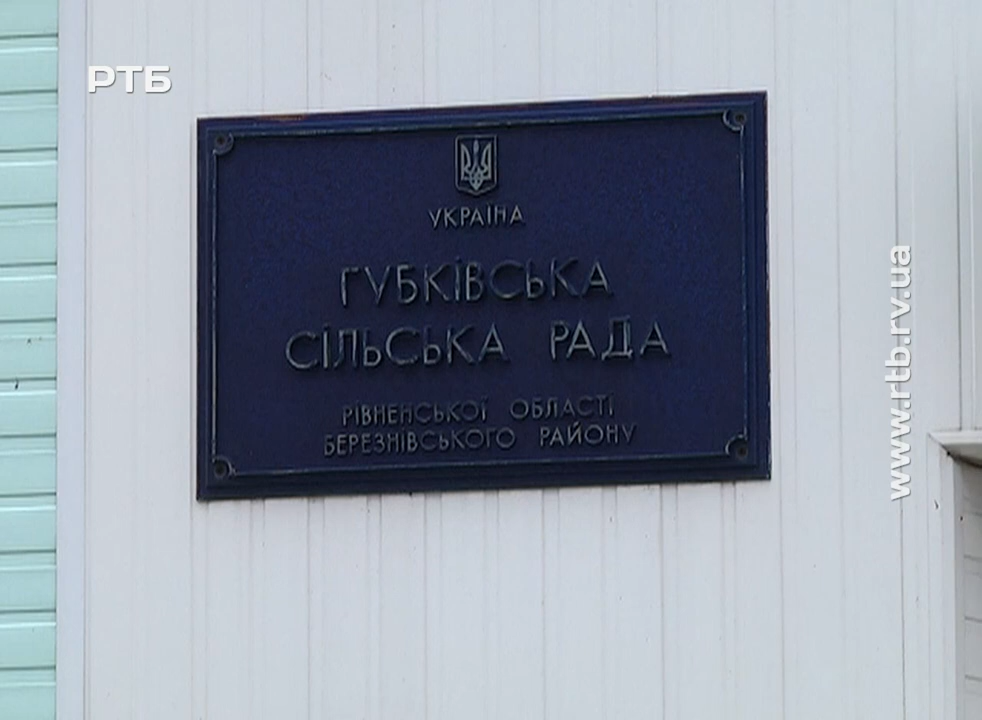 РТБ
УКРАЇНА
ГУБКІВСЬКА
СІЛЬСЬКА РАДА
РІВНЕНСЬКОЇ ОБЛАСТІ
БЕРЕЗНІВСЬКОГО РАЙОНУ
www.rtb.rv.ua